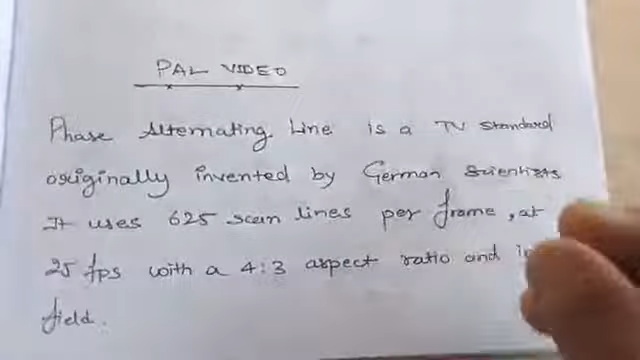 PAL VIDEO
Phase Alternating Line is a TV standard
originally invented by German Scientists
It uses 625 scan lines per frame, at
25 fps with a 4:3 aspect ratio and
field.